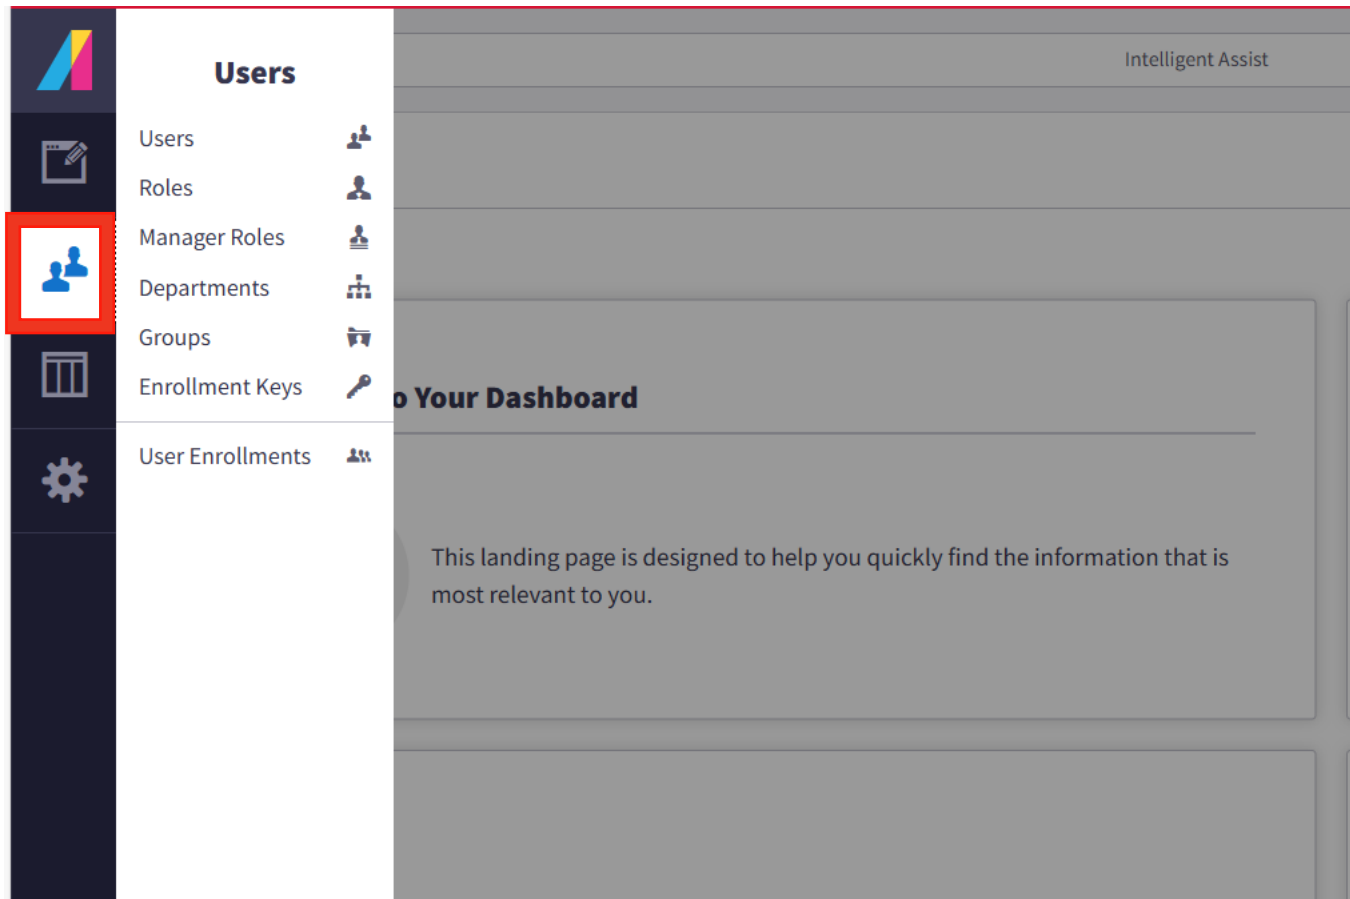 Users
Intelligent Assist
Users
Roles
Manager Roles
Departments
Groups
Enrollment Keys
User Enrollments
o Your Dashboard
This landing page is designed to help you quickly find the information that is
most relevant to you.